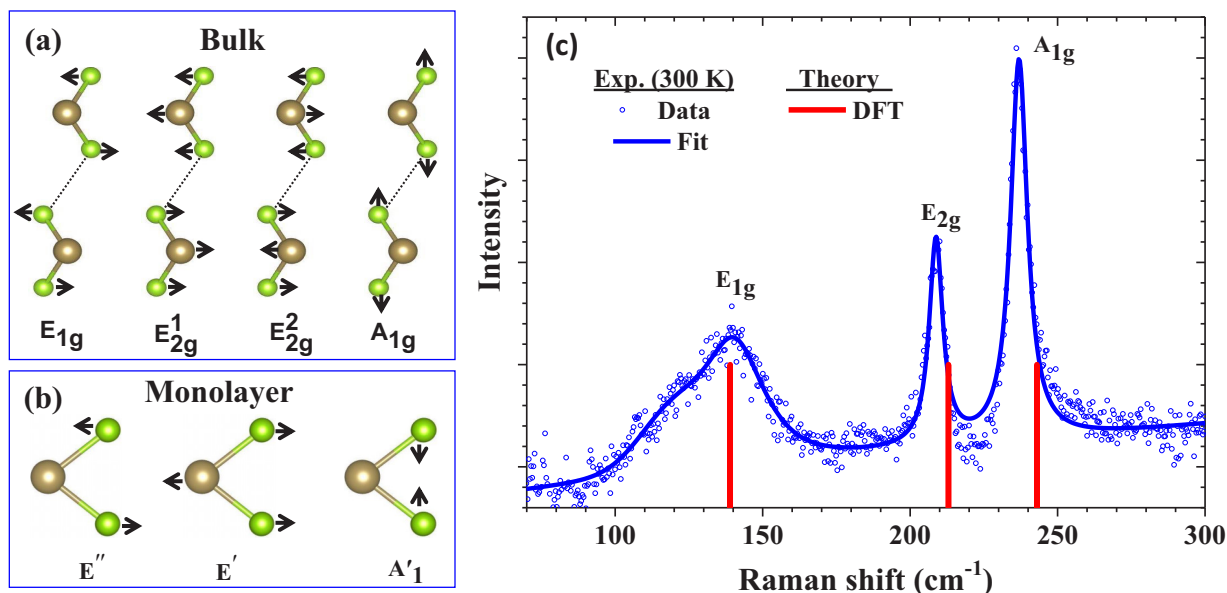 (a) Bulk
E1g E12g E22g A1g
(b) Monolayer
E″ E′ A′1
(c)
Exp. (300 K) Theory
Data DFT
Fit
E1g
E2g
A1g
Intensity
100 150 200 250 300
Raman shift (cm-1)